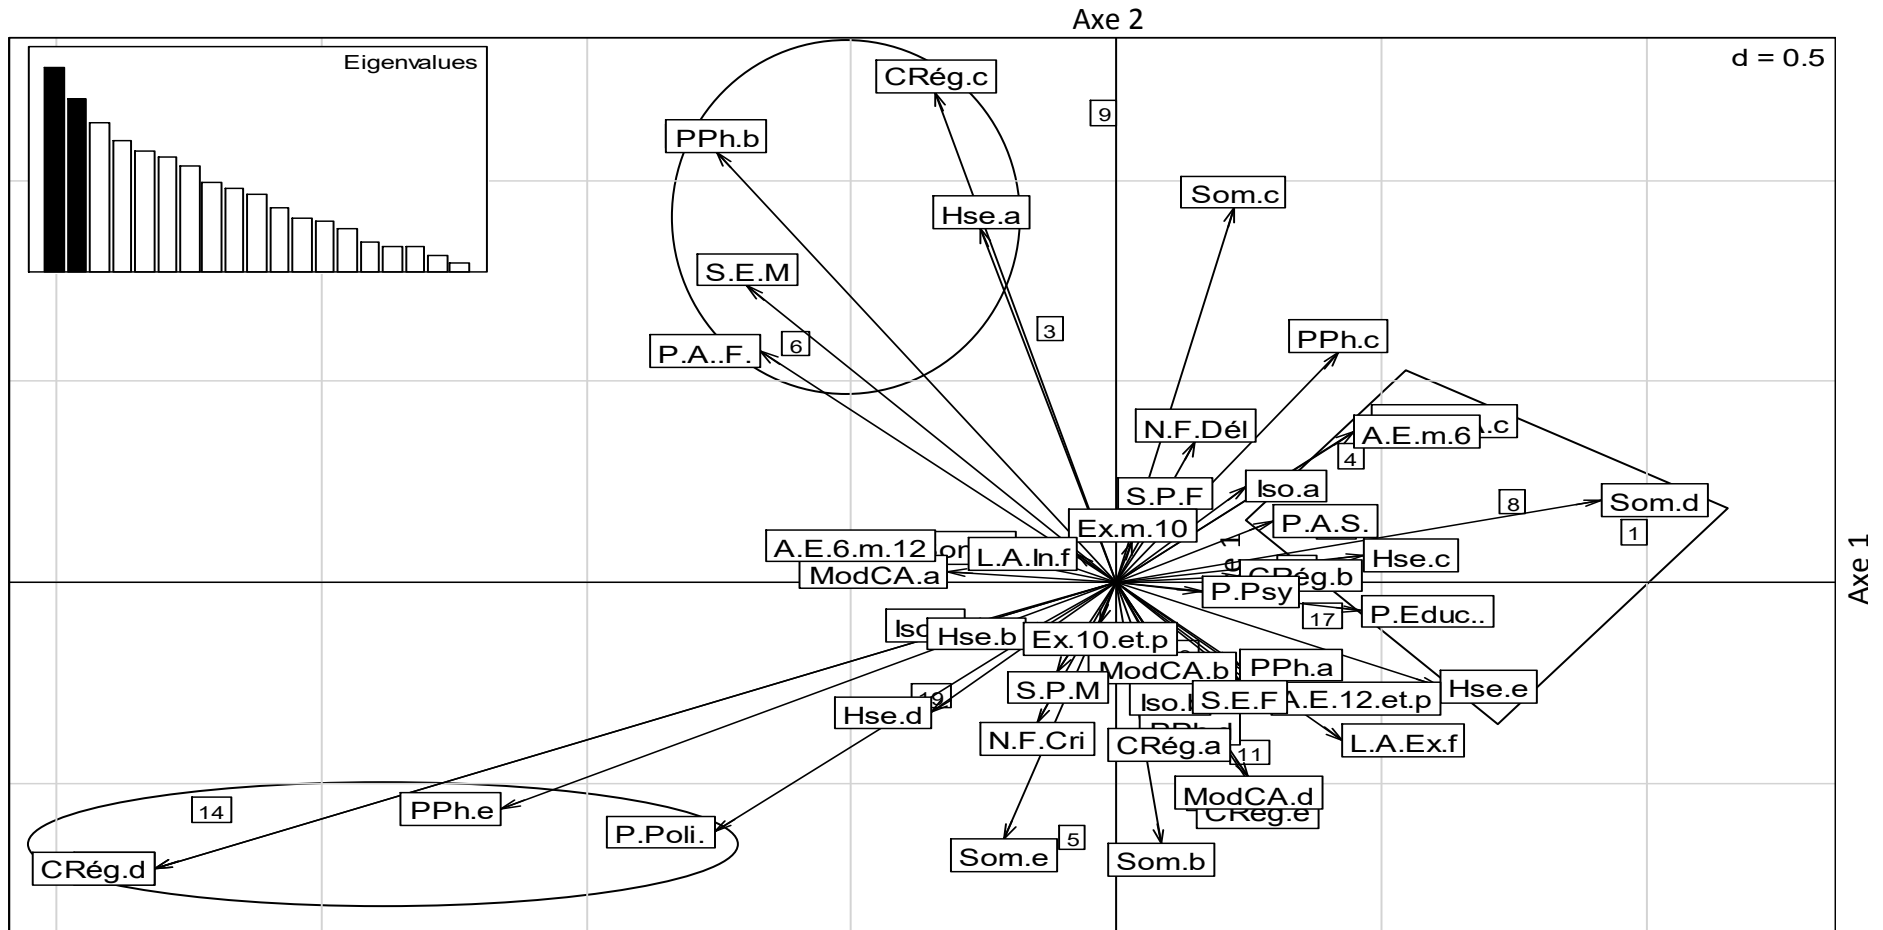 Axe 2
Eigenvalues
d = 0.5
CRég.c
9
PPh.b
Som.c
Hse.a
S.E.M
3
PPh.c
6
P.A..F.
.c
N.F.Dél
A.E.m.6
4
Iso.a
S.P.F
8
Som.d
P.A.S.
Ex.m.10
1
A.E.6.m.12
L.A.In.f
Hse.c
ModCA.a
CRég.b
Axe 1
P.Psy
P.Educ..
17
Hse.b
Ex.10.et.p
ModCA.b
PPh.a
S.P.M
Hse.e
19
S.E.F
A.E.12.et.p
Hse.d
N.F.Cri
CRég.a
L.A.Ex.f
11
ModCA.d
CRég.e
14
PPh.e
P.Poli.
5
Som.e
Som.b
CRég.d